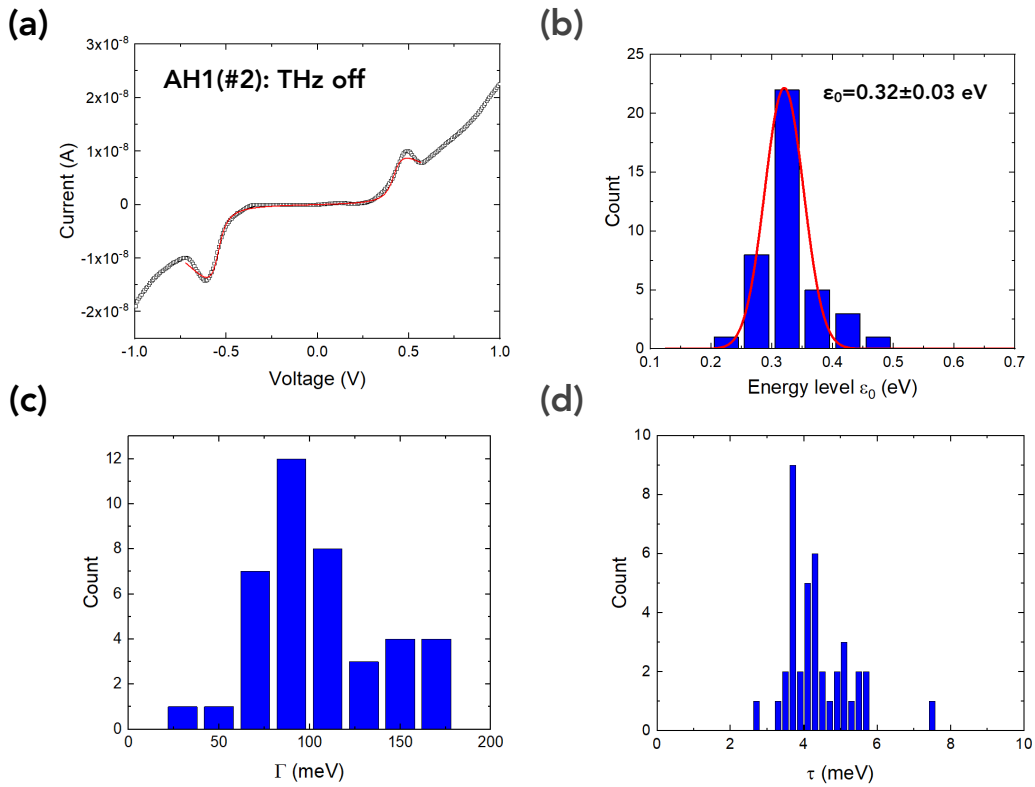 (a)
AH1(#2): THz off
3x10⁻⁸
2x10⁻⁸
1x10⁻⁸
0
-1x10⁻⁸
-2x10⁻⁸
Current (A)
-1.0 -0.5 0.0 0.5 1.0
Voltage (V)
(b)
ε₀=0.32±0.03 eV
25
20
15
10
5
0
Count
0.1 0.2 0.3 0.4 0.5 0.6 0.7
Energy level ε₀ (eV)
(c)
12
10
8
6
4
2
0
Count
0 50 100 150 200
Γ (meV)
(d)
10
8
6
4
2
0
Count
0 2 4 6 8 10
τ (meV)